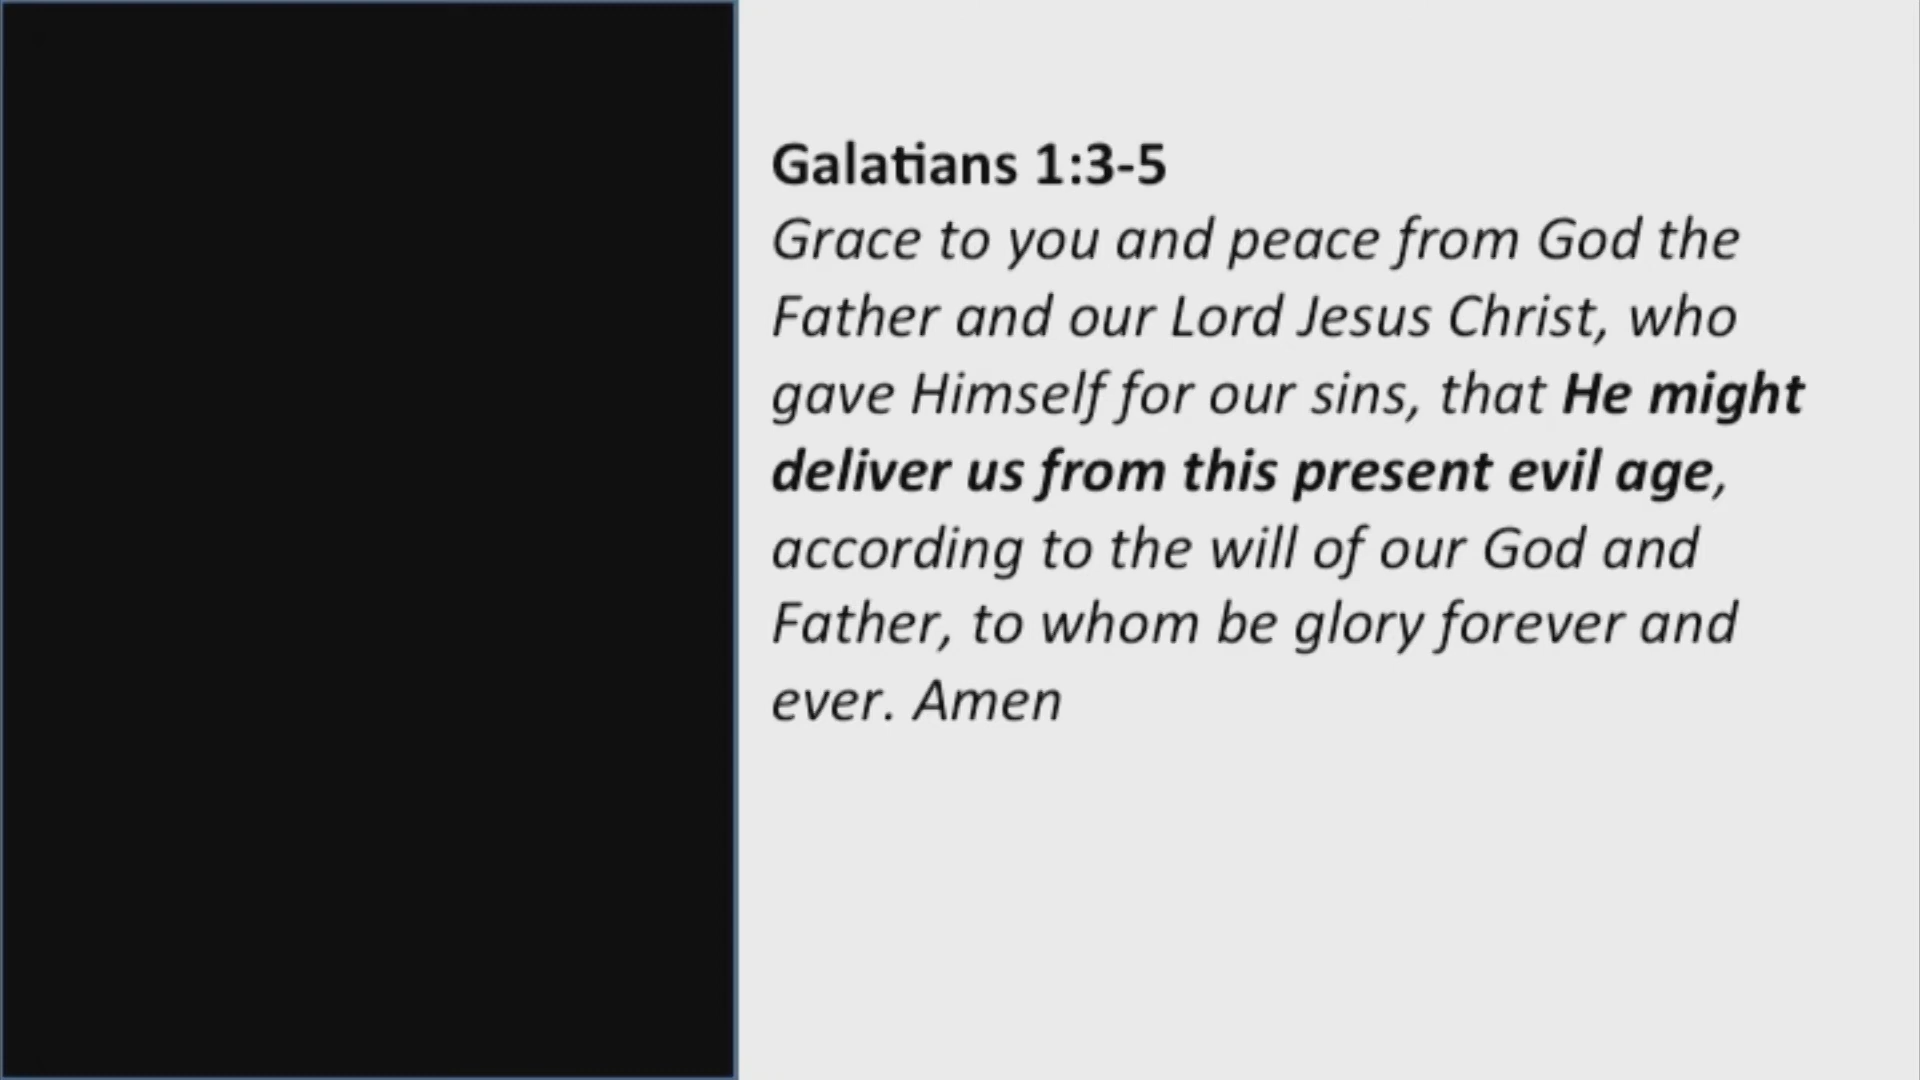 Galatians 1:3-5
Grace to you and peace from God the
Father and our Lord Jesus Christ, who
gave Himself for our sins, that He might
deliver us from this present evil age,
according to the will of our God and
Father, to whom be glory forever and
ever. Amen